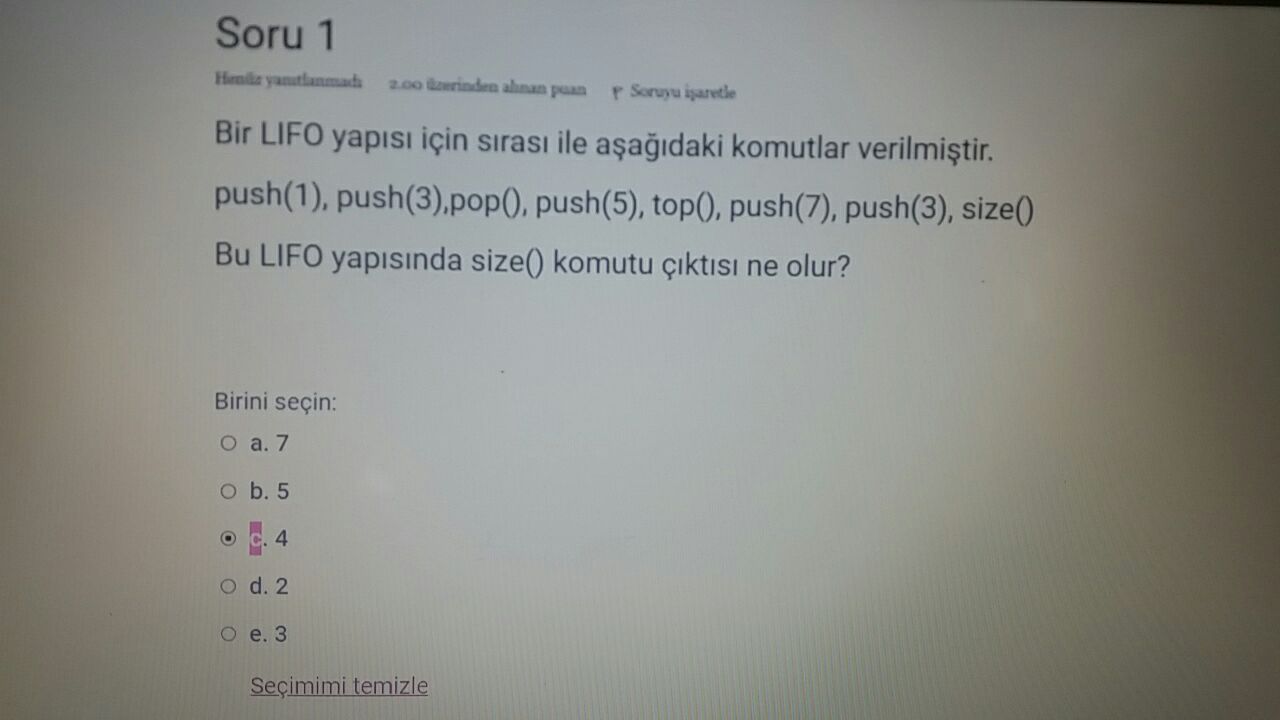 Soru 1
Henüz yanıtlanmadı 2.00 üzerinden alınan puan Soruyu işaretle
Bir LIFO yapısı için sırası ile aşağıdaki komutlar verilmiştir.
push(1), push(3),pop(), push(5), top(), push(7), push(3), size()
Bu LIFO yapısında size() komutu çıktısı ne olur?
Birini seçin:
a. 7
b. 5
c. 4
d. 2
e. 3
Seçimimi temizle